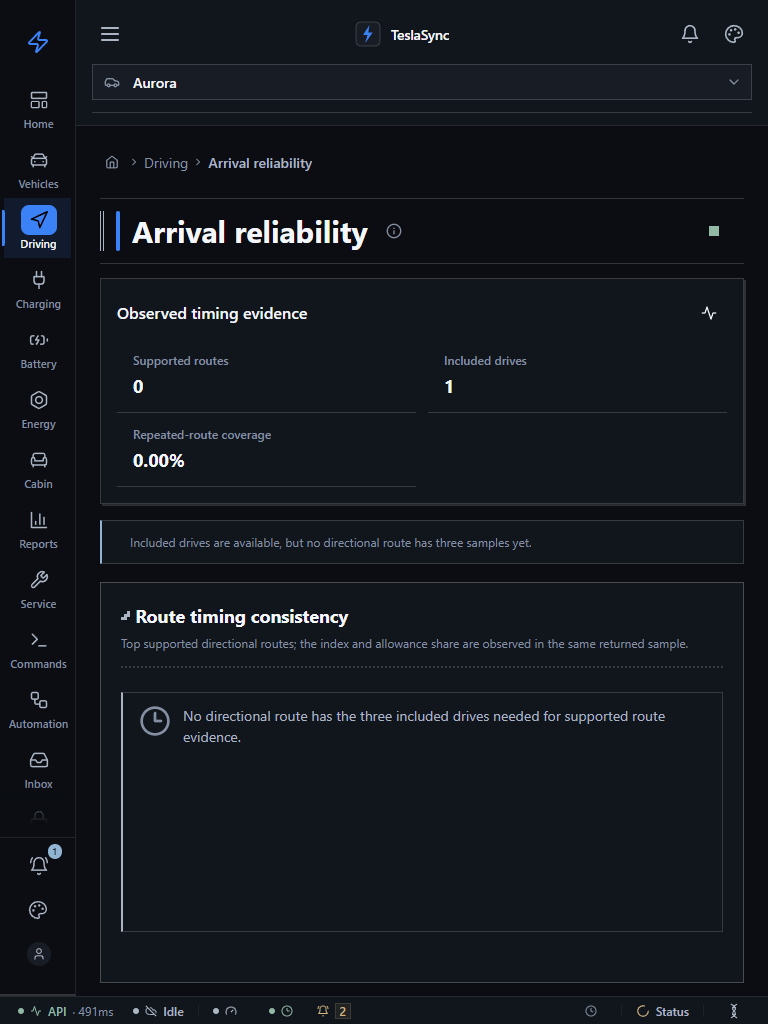 TeslaSync
Aurora
Home
Vehicles
Driving
Charging
Battery
Energy
Cabin
Reports
Service
Commands
Automation
Inbox
1
Driving
Arrival reliability
Arrival reliability
Observed timing evidence
Supported routes
0
Included drives
1
Repeated-route coverage
0.00%
Included drives are available, but no directional route has three samples yet.
Route timing consistency
Top supported directional routes; the index and allowance share are observed in the same returned sample.
No directional route has the three included drives needed for supported route
evidence.
API · 491ms
Idle
2
Status